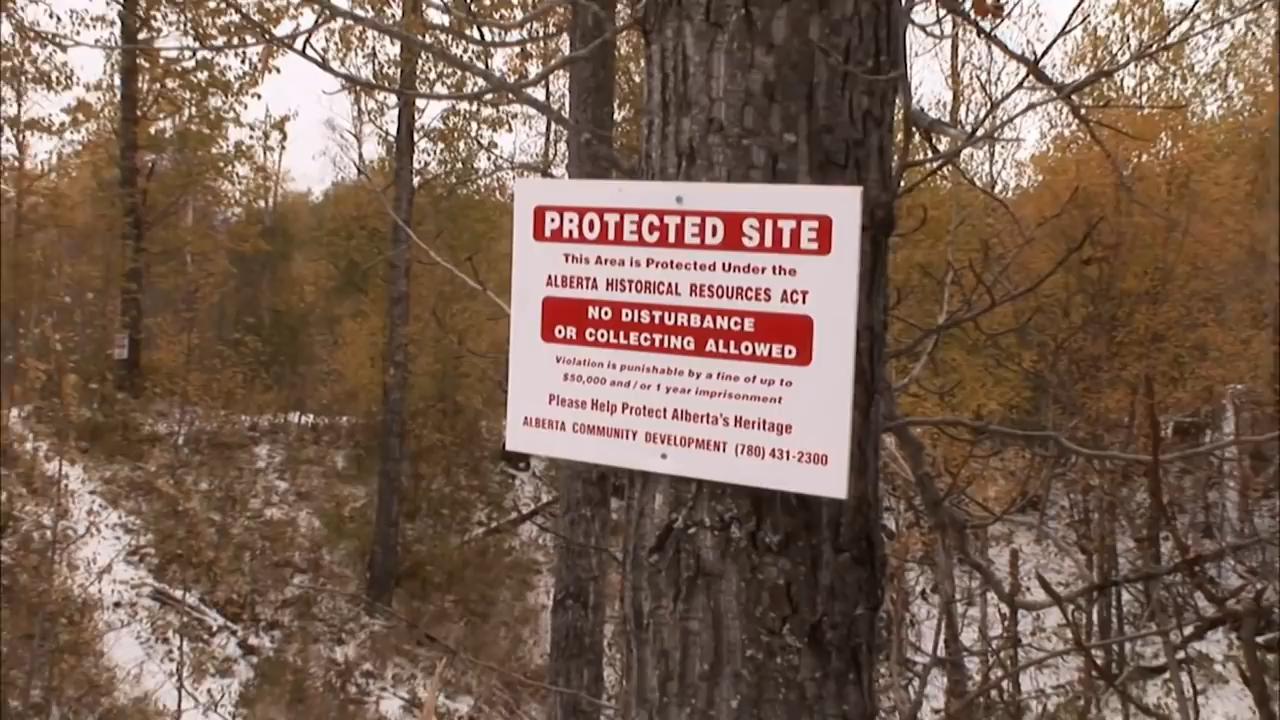 PROTECTED SITE
This Area is Protected Under the
ALBERTA HISTORICAL RESOURCES ACT
NO DISTURBANCE
OR COLLECTING ALLOWED
Violation is punishable by a fine of up to
$50,000 and / or 1 year imprisonment
Please Help Protect Alberta's Heritage
ALBERTA COMMUNITY DEVELOPMENT (780) 431-2300